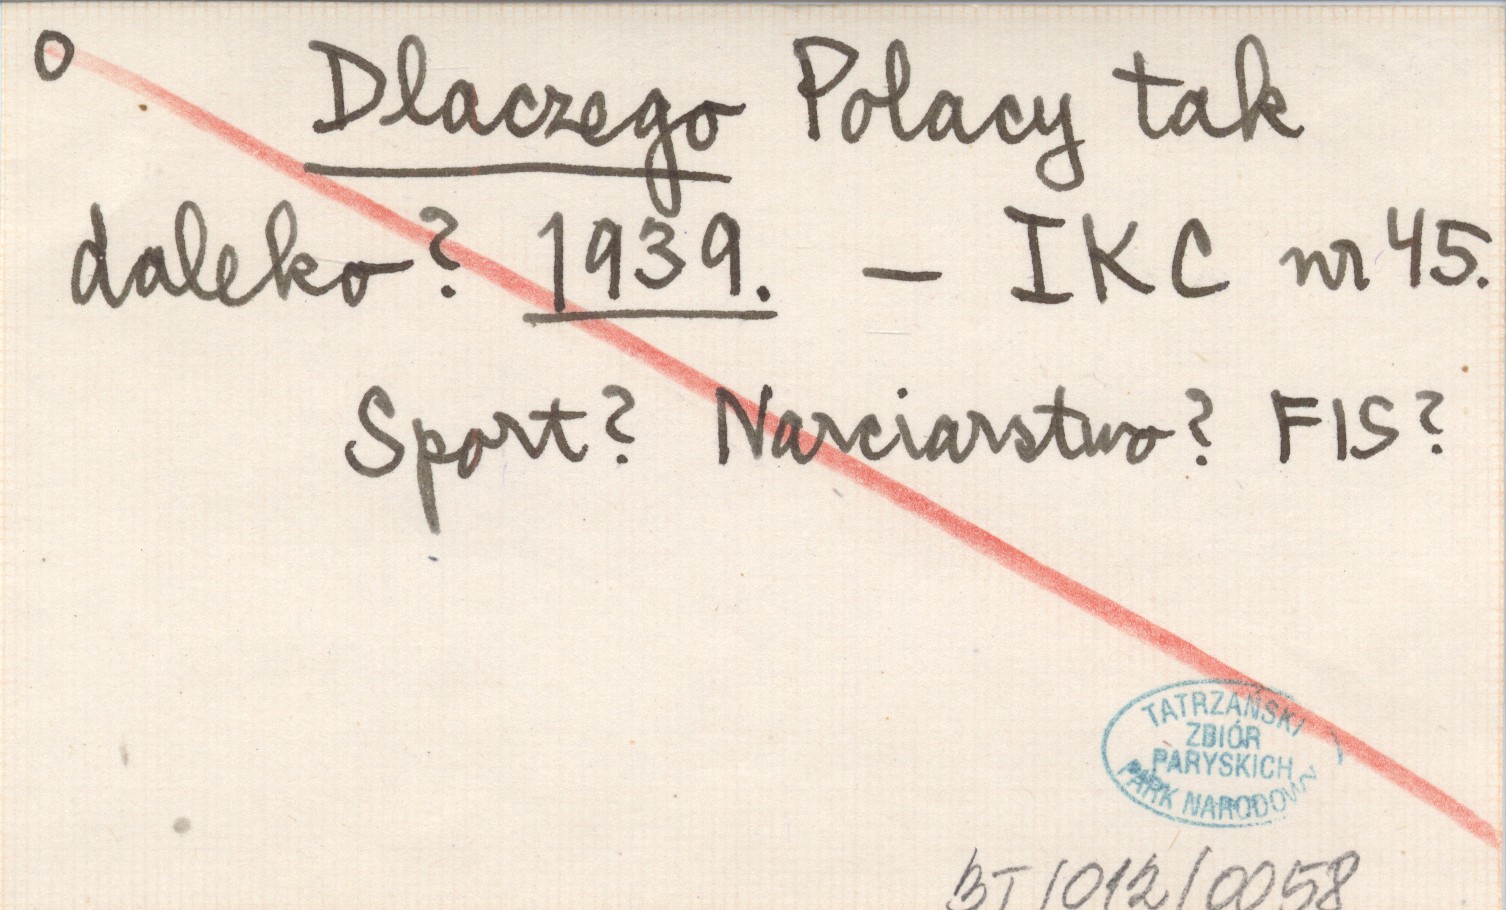 o Dlaczego Polacy tak
daleko? 1939. – IKC nr 45.
Sport? Narciarstwo? FIS?
TATRZAŃSKI
ZBIÓR
PARYSKICH
PARK NARODOWY
BT/012/0058